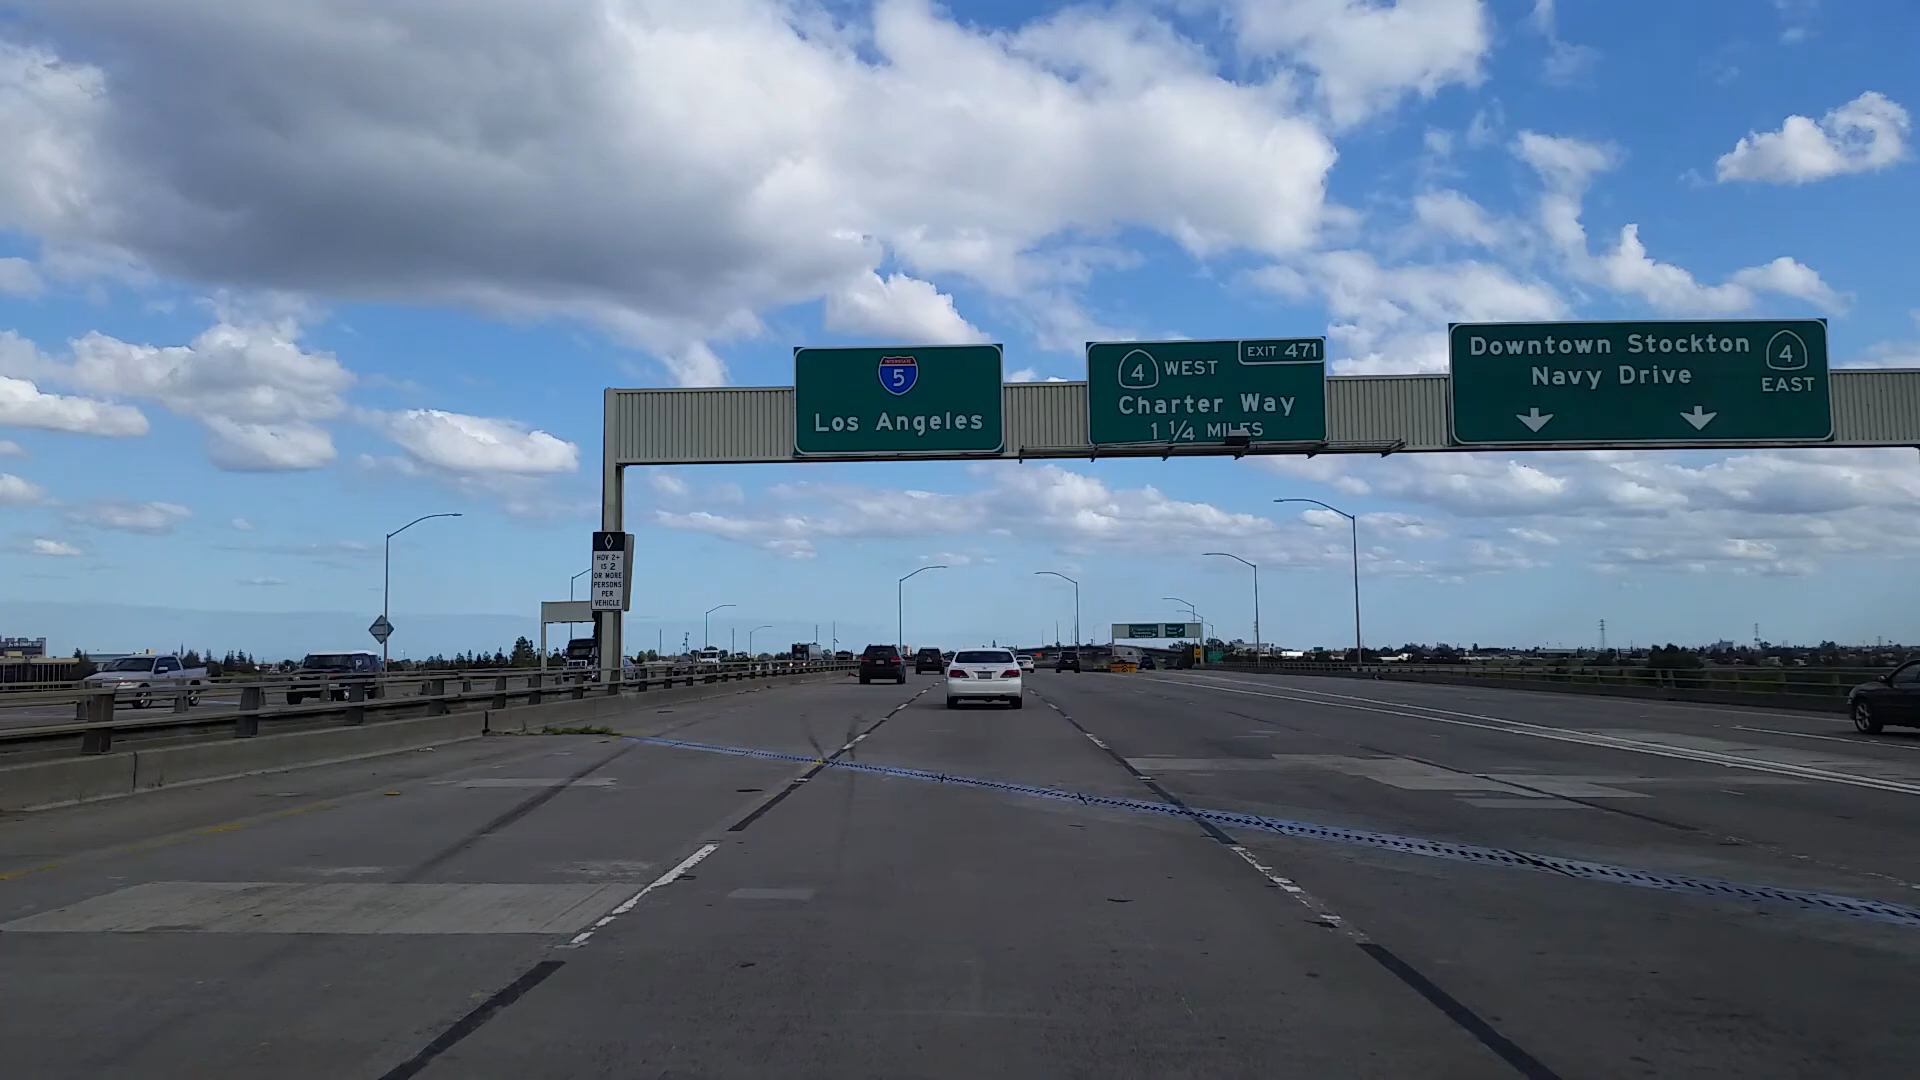 INTERSTATE
5
Los Angeles
EXIT 471
4 WEST
Charter Way
1 1/4 MILES
Downtown Stockton
Navy Drive
4
EAST
HOV 2+
IS 2
OR MORE
PERSONS
PER
VEHICLE